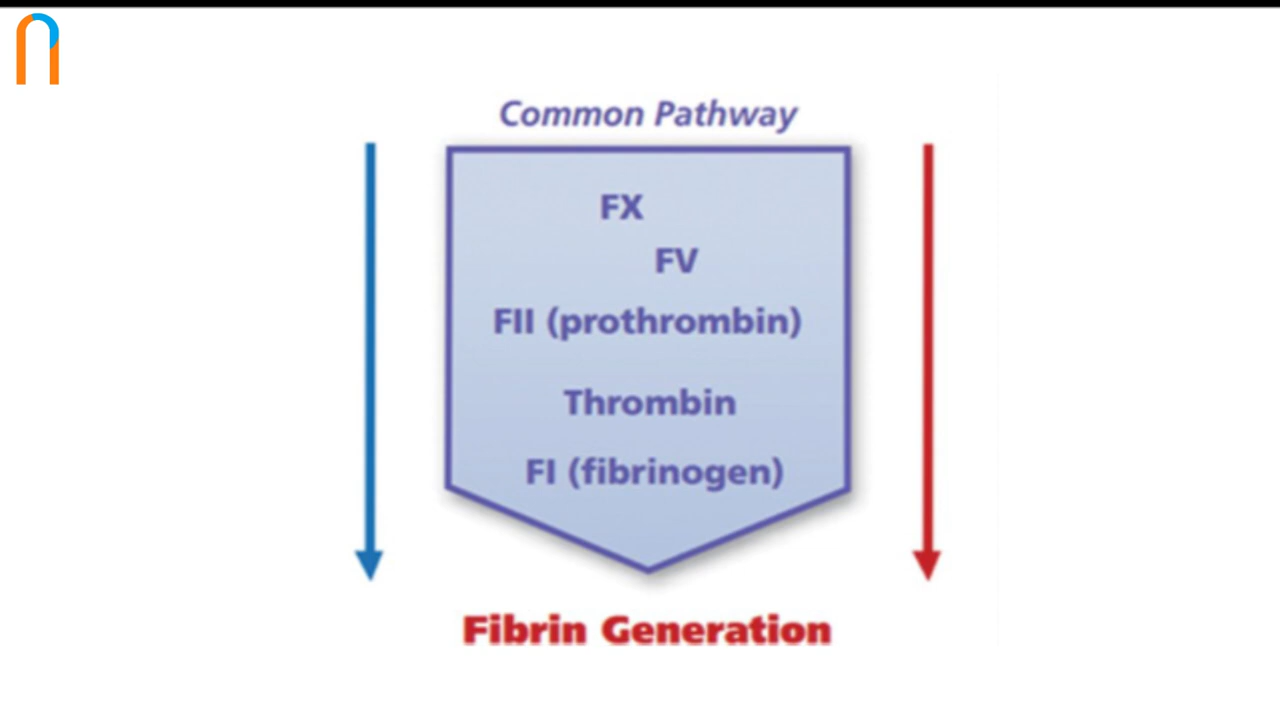 Common Pathway
FX
FV
FII (prothrombin)
Thrombin
FI (fibrinogen)
Fibrin Generation